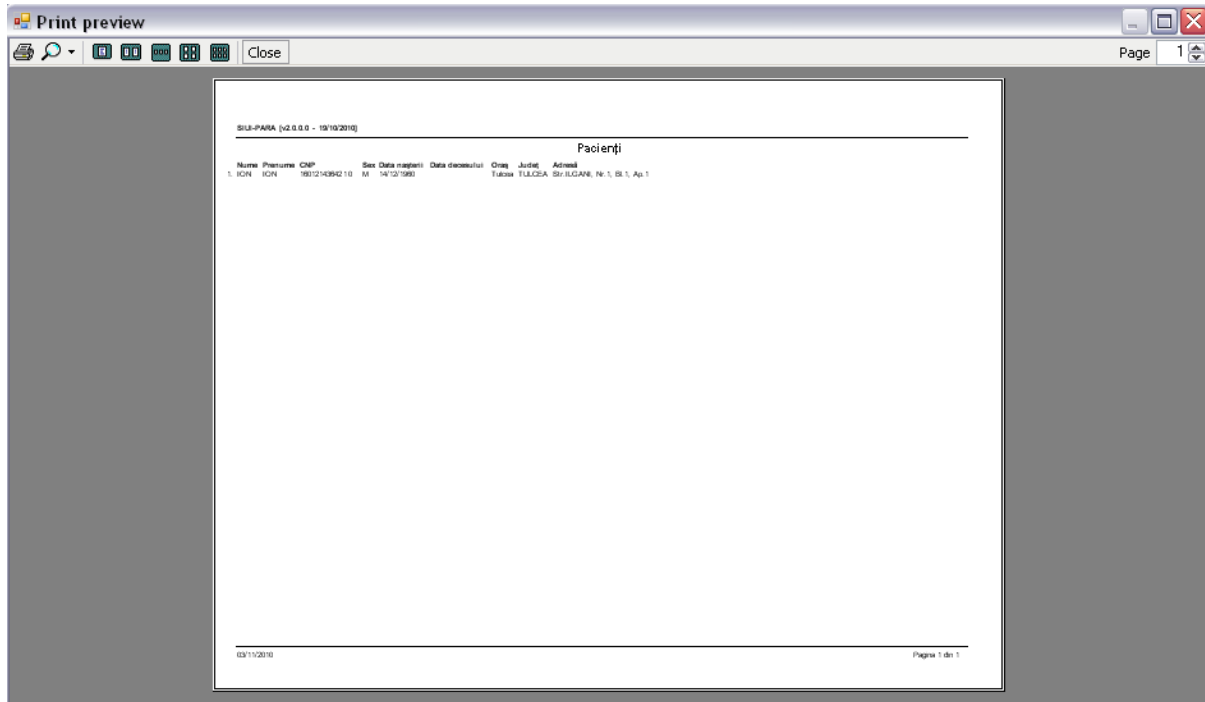 Print preview
Close
Page 1
SIUI-PARA [v2.0.0.0 - 19/10/2010]
Pacienți
Nume Prenume CNP Sex Data nașterii Data decesului Oraș Județ Adresă
1. ION ION M 14/12/1960 Tulcea TULCEA Str.ILGANI, Nr.1, Bl.1, Ap.1
03/11/2010 Pagina 1 din 1